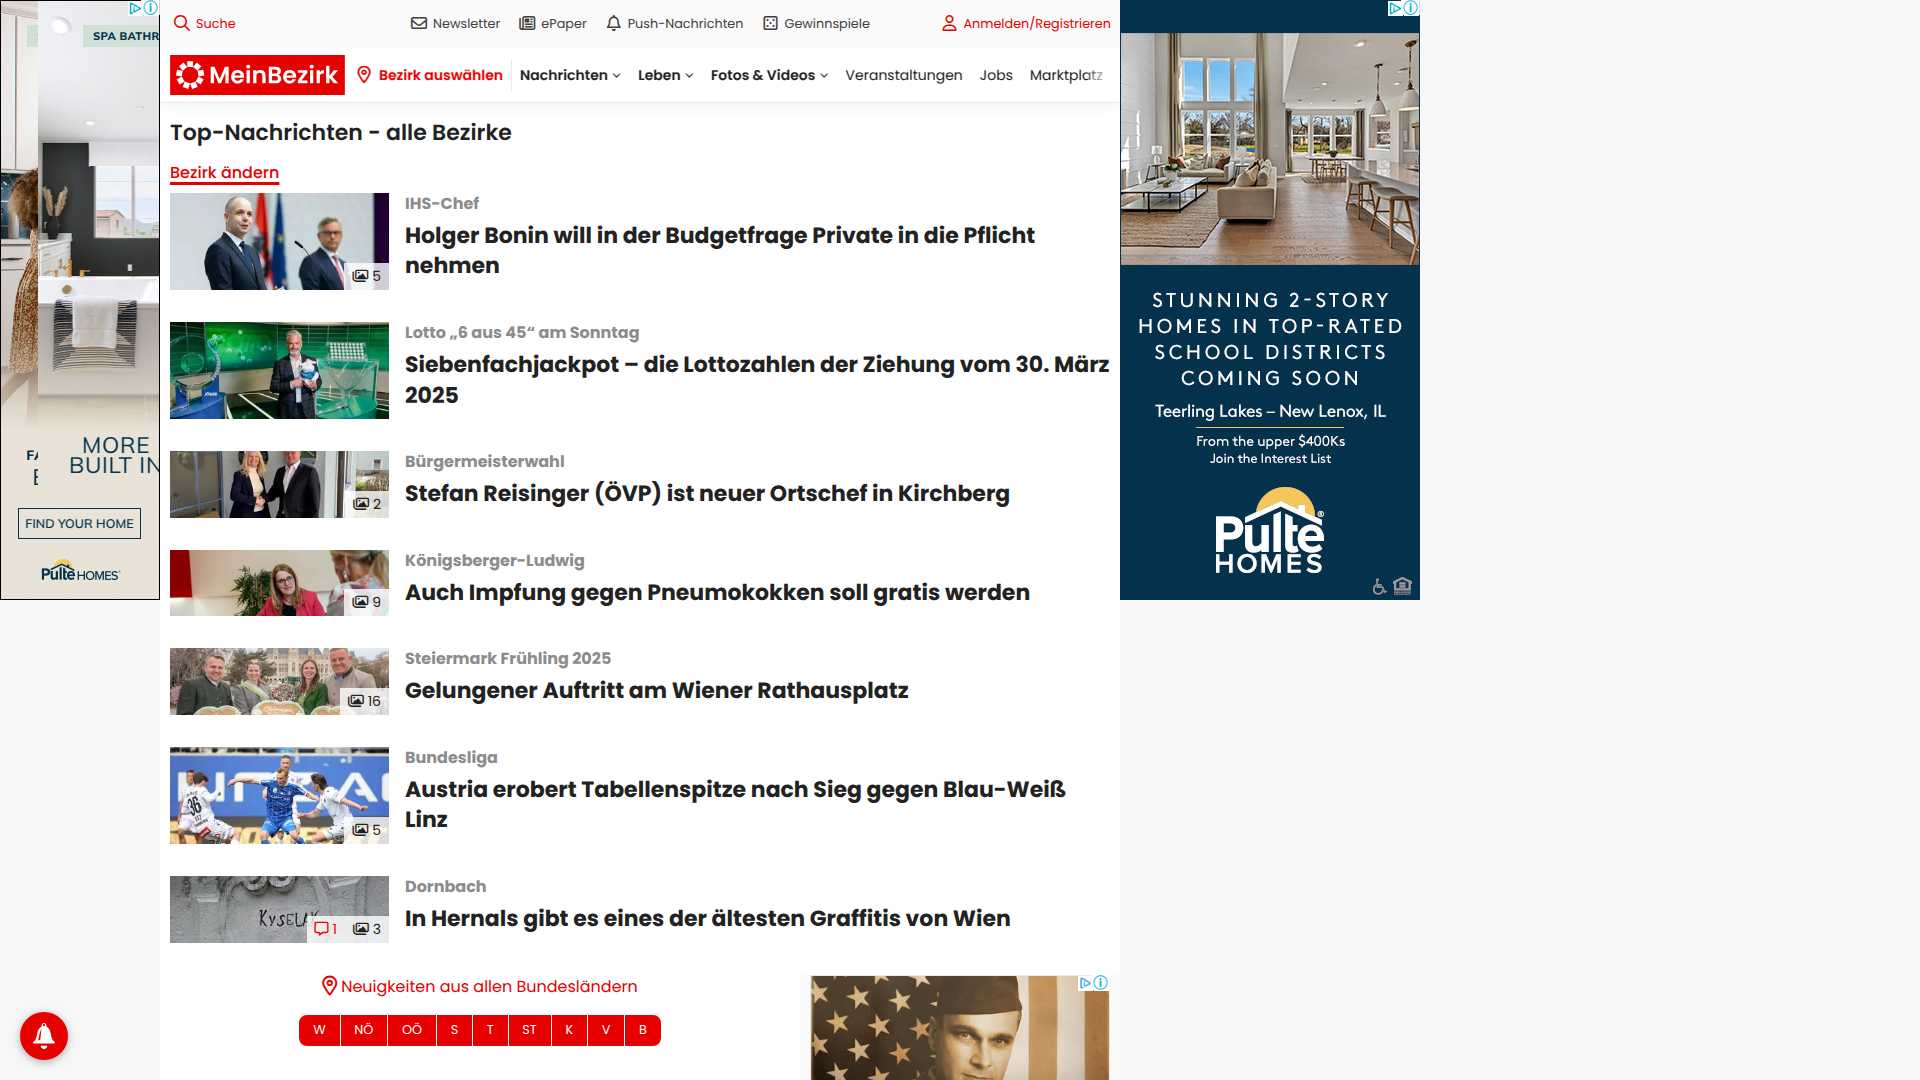 Suche
Newsletter
ePaper
Push-Nachrichten
Gewinnspiele
Anmelden/Registrieren
MeinBezirk
Bezirk auswählen
Nachrichten
Leben
Fotos & Videos
Veranstaltungen
Jobs
Marktplatz
Top-Nachrichten - alle Bezirke
Bezirk ändern
IHS-Chef
Holger Bonin will in der Budgetfrage Private in die Pflicht
nehmen
5
Lotto „6 aus 45“ am Sonntag
Siebenfachjackpot – die Lottozahlen der Ziehung vom 30. März
2025
Bürgermeisterwahl
Stefan Reisinger (ÖVP) ist neuer Ortschef in Kirchberg
2
Königsberger-Ludwig
Auch Impfung gegen Pneumokokken soll gratis werden
9
Steiermark Frühling 2025
Gelungener Auftritt am Wiener Rathausplatz
16
Bundesliga
Austria erobert Tabellenspitze nach Sieg gegen Blau-Weiß
Linz
36
5
Dornbach
In Hernals gibt es eines der ältesten Graffitis von Wien
KYSELAK
1
3
Neuigkeiten aus allen Bundesländern
W
NÖ
OÖ
S
T
ST
K
V
B
SPA BATHR
MORE
BUILT IN
FIND YOUR HOME
Pulte HOMES
STUNNING 2-STORY
HOMES IN TOP-RATED
SCHOOL DISTRICTS
COMING SOON
Teerling Lakes – New Lenox, IL
From the upper $400Ks
Join the Interest List
Pulte®
HOMES